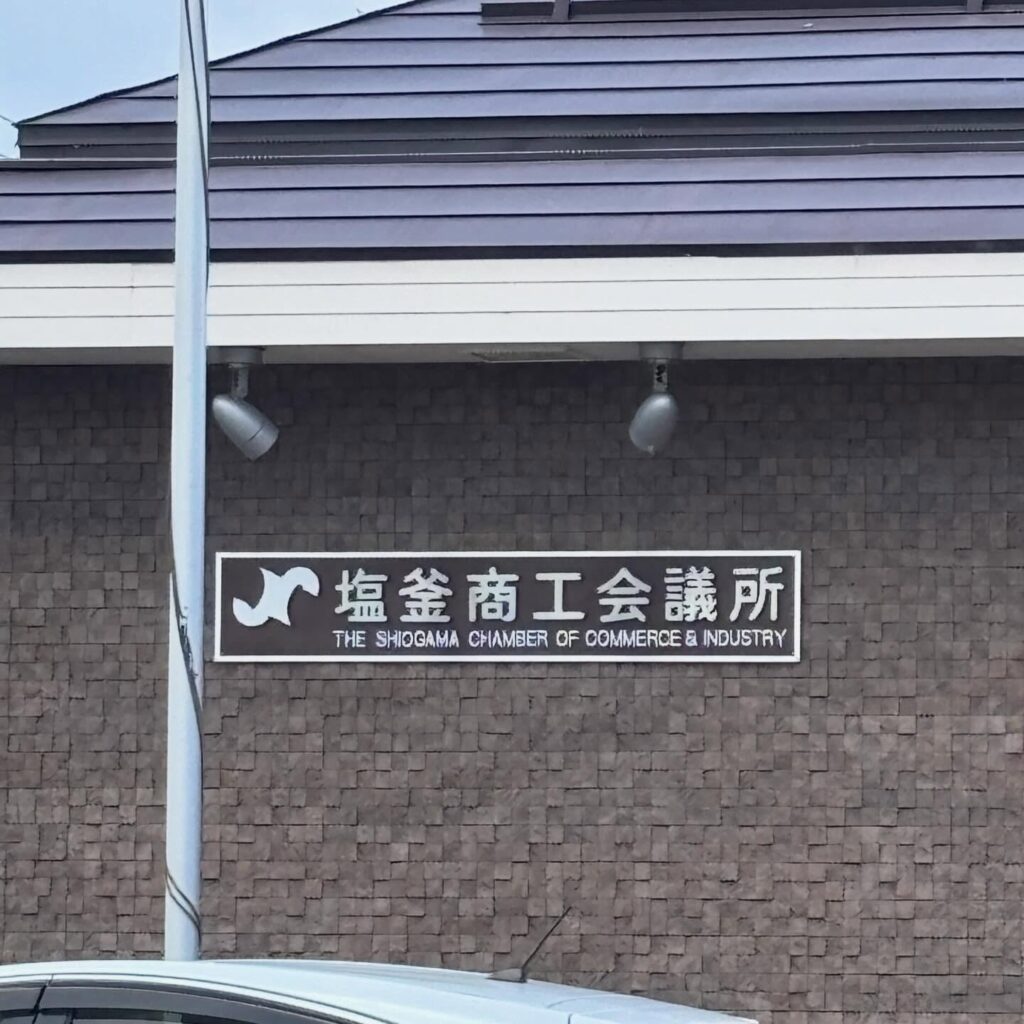 塩釜商工会議所
THE SHIOGAMA CHAMBER OF COMMERCE & INDUSTRY